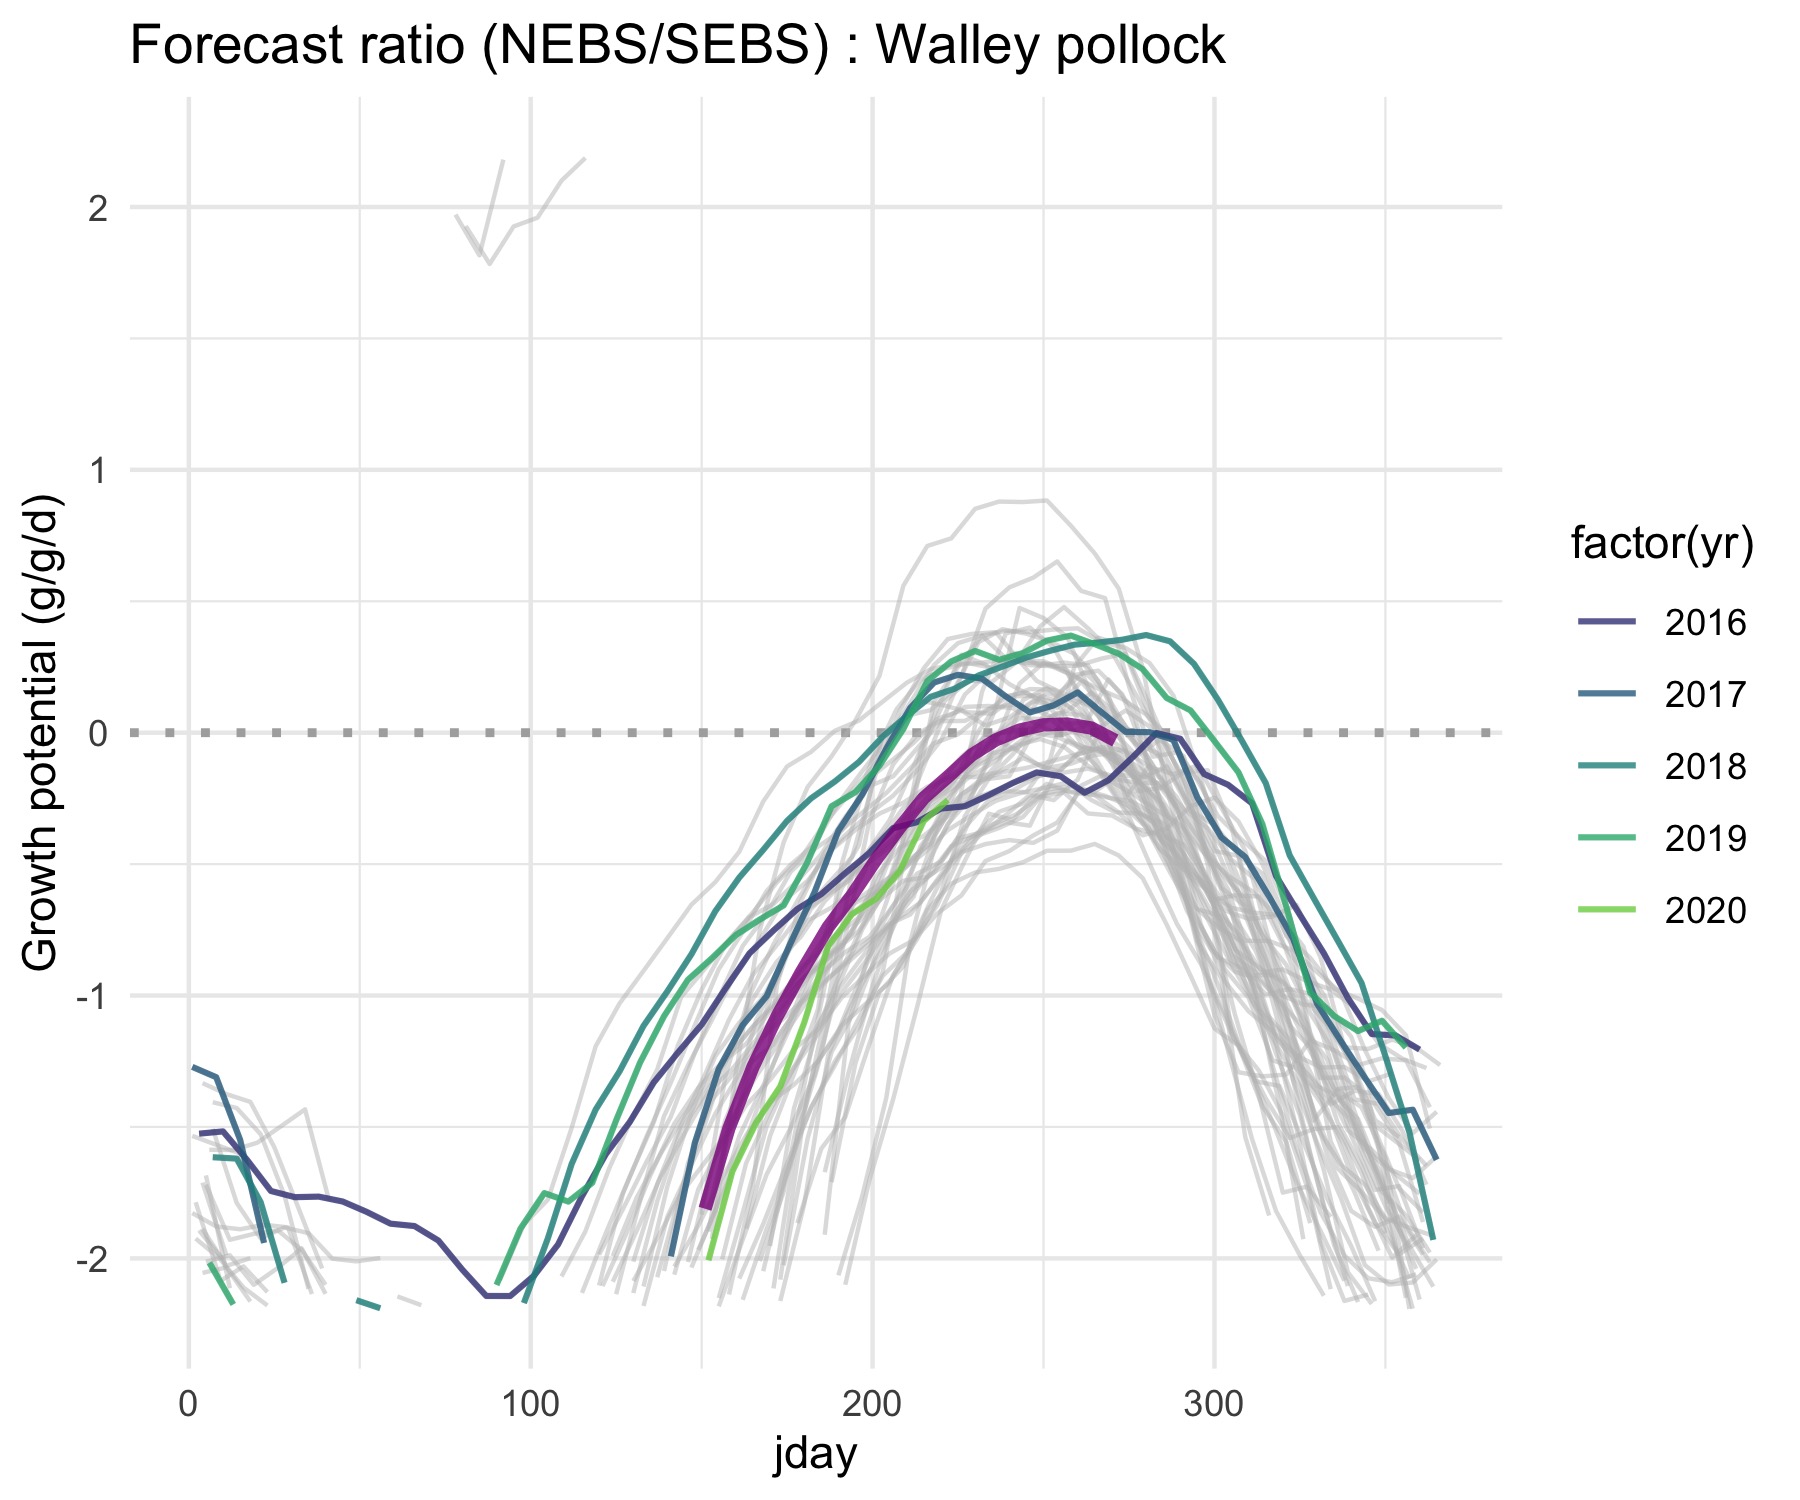 Forecast ratio (NEBS/SEBS) : Walley pollock
Growth potential (g/g/d)
2
1
0
-1
-2
0 100 200 300
jday
factor(yr)
2016
2017
2018
2019
2020